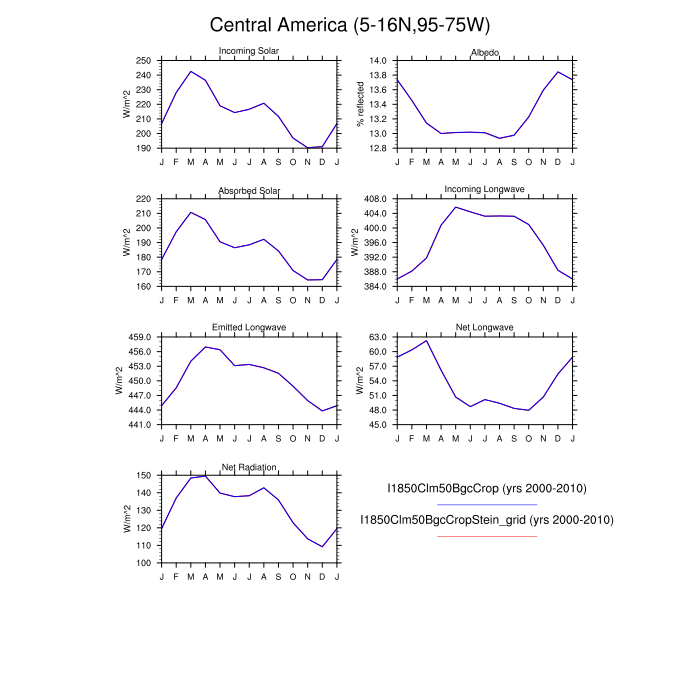 Central America (5-16N,95-75W)
Incoming Solar
W/m^2
250
240
230
220
210
200
190
J F M A M J J A S O N D J
Albedo
% reflected
14.0
13.8
13.6
13.4
13.2
13.0
12.8
J F M A M J J A S O N D J
Absorbed Solar
W/m^2
220
210
200
190
180
170
160
J F M A M J J A S O N D J
Incoming Longwave
W/m^2
408.0
404.0
400.0
396.0
392.0
388.0
384.0
J F M A M J J A S O N D J
Emitted Longwave
W/m^2
459.0
456.0
453.0
450.0
447.0
444.0
441.0
J F M A M J J A S O N D J
Net Longwave
W/m^2
63.0
60.0
57.0
54.0
51.0
48.0
45.0
J F M A M J J A S O N D J
Net Radiation
W/m^2
150
140
130
120
110
100
J F M A M J J A S O N D J
I1850Clm50BgcCrop (yrs 2000-2010)
I1850Clm50BgcCropStein_grid (yrs 2000-2010)